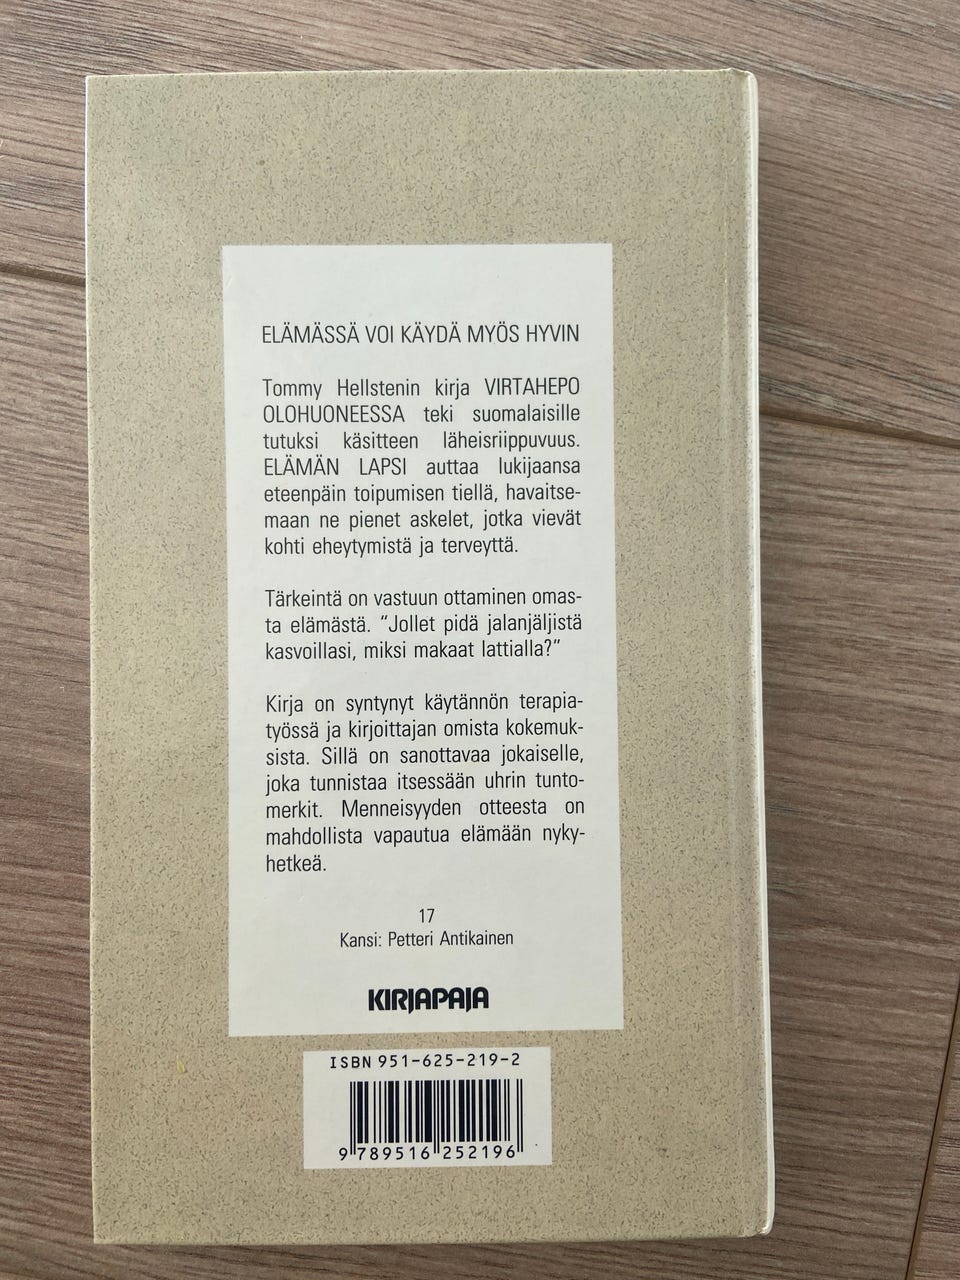 ELÄMÄSSÄ VOI KÄYDÄ MYÖS HYVIN
Tommy Hellstenin kirja VIRTAHEPO
OLOHUONEESSA teki suomalaisille
tutuksi käsitteen läheisriippuvuus.
ELÄMÄN LAPSI auttaa lukijaansa
eteenpäin toipumisen tiellä, havaitse-
maan ne pienet askelet, jotka vievät
kohti eheytymistä ja terveyttä.
Tärkeintä on vastuun ottaminen omas-
ta elämästä. “Jollet pidä jalanjäljistä
kasvoillasi, miksi makaat lattialla?”
Kirja on syntynyt käytännön terapia-
työssä ja kirjoittajan omista kokemuk-
sista. Sillä on sanottavaa jokaiselle,
joka tunnistaa itsessään uhrin tunto-
merkit. Menneisyyden otteesta on
mahdollista vapautua elämään nyky-
hetkeä.
17
Kansi: Petteri Antikainen
KIRJAPAJA
ISBN 951-625-219-2
9 789516 252196